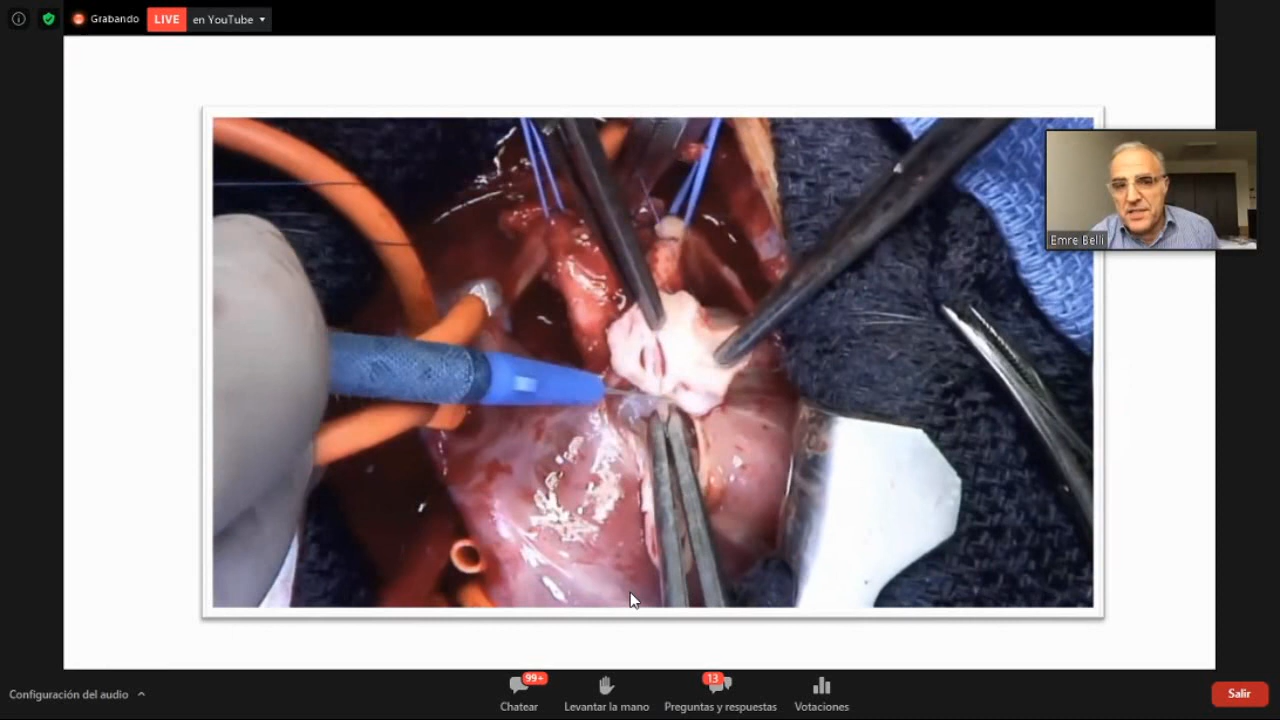 Grabando
LIVE
en YouTube
Emre Belli
Configuración del audio
99+
Chatear
Levantar la mano
13
Preguntas y respuestas
Votaciones
Salir